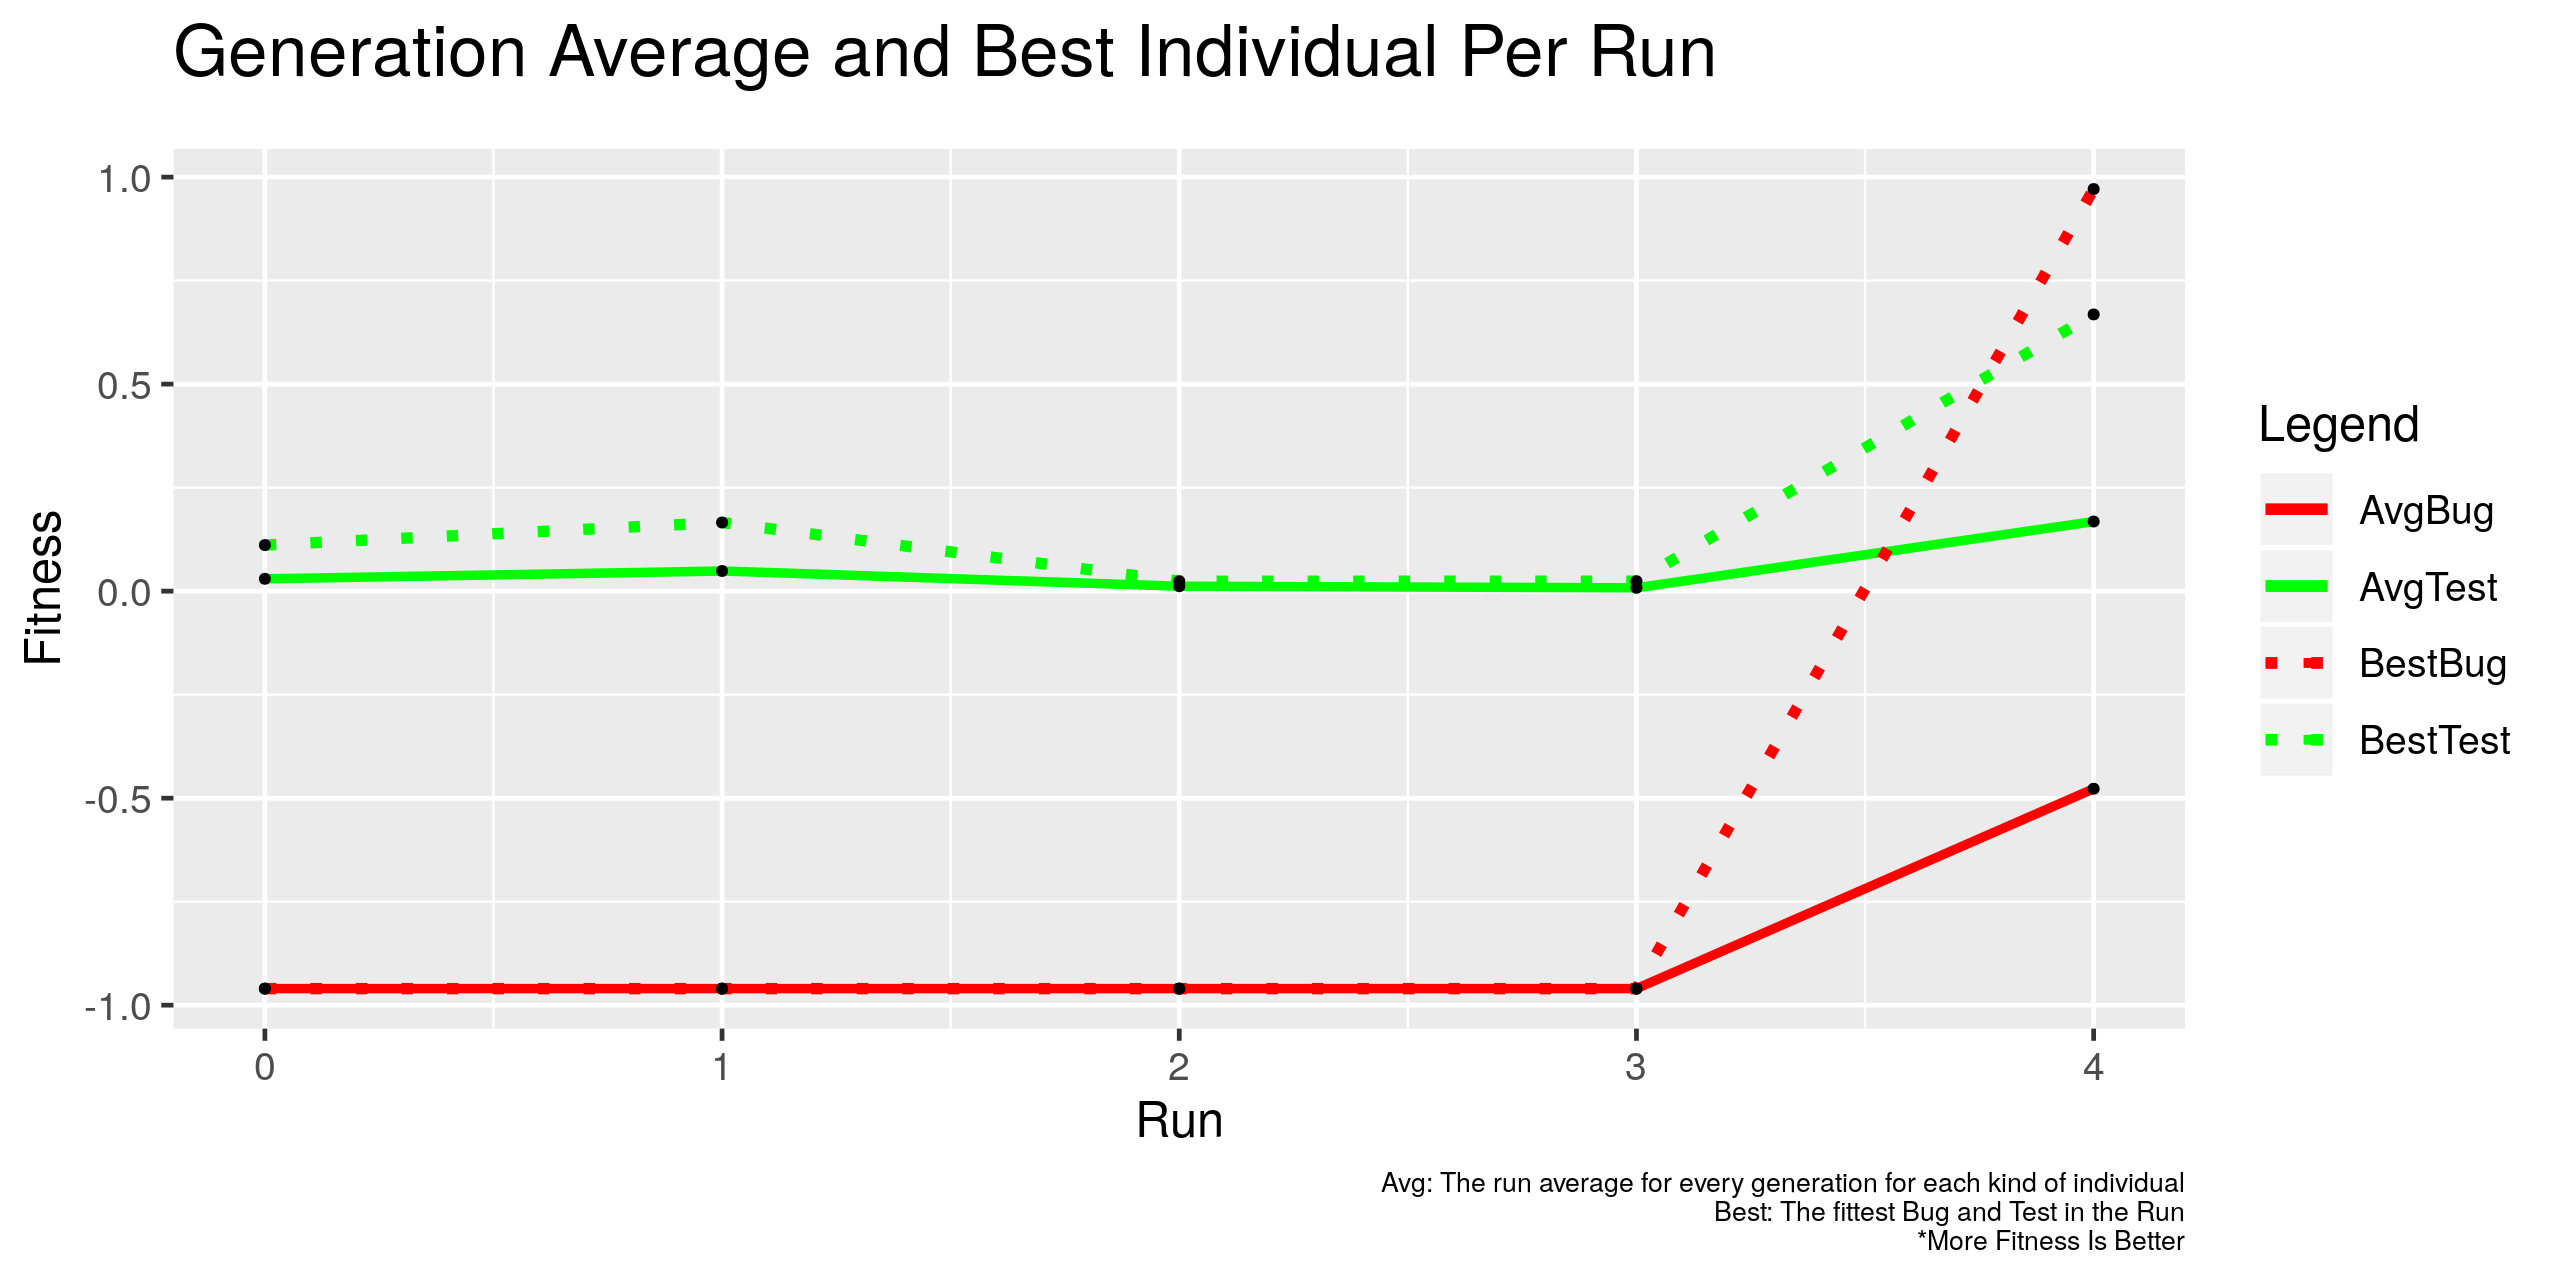 Generation Average and Best Individual Per Run
1.0
0.5
0.0
-0.5
-1.0
Fitness
0 1 2 3 4
Run
Legend
AvgBug
AvgTest
BestBug
BestTest
Avg: The run average for every generation for each kind of individual
Best: The fittest Bug and Test in the Run
*More Fitness Is Better